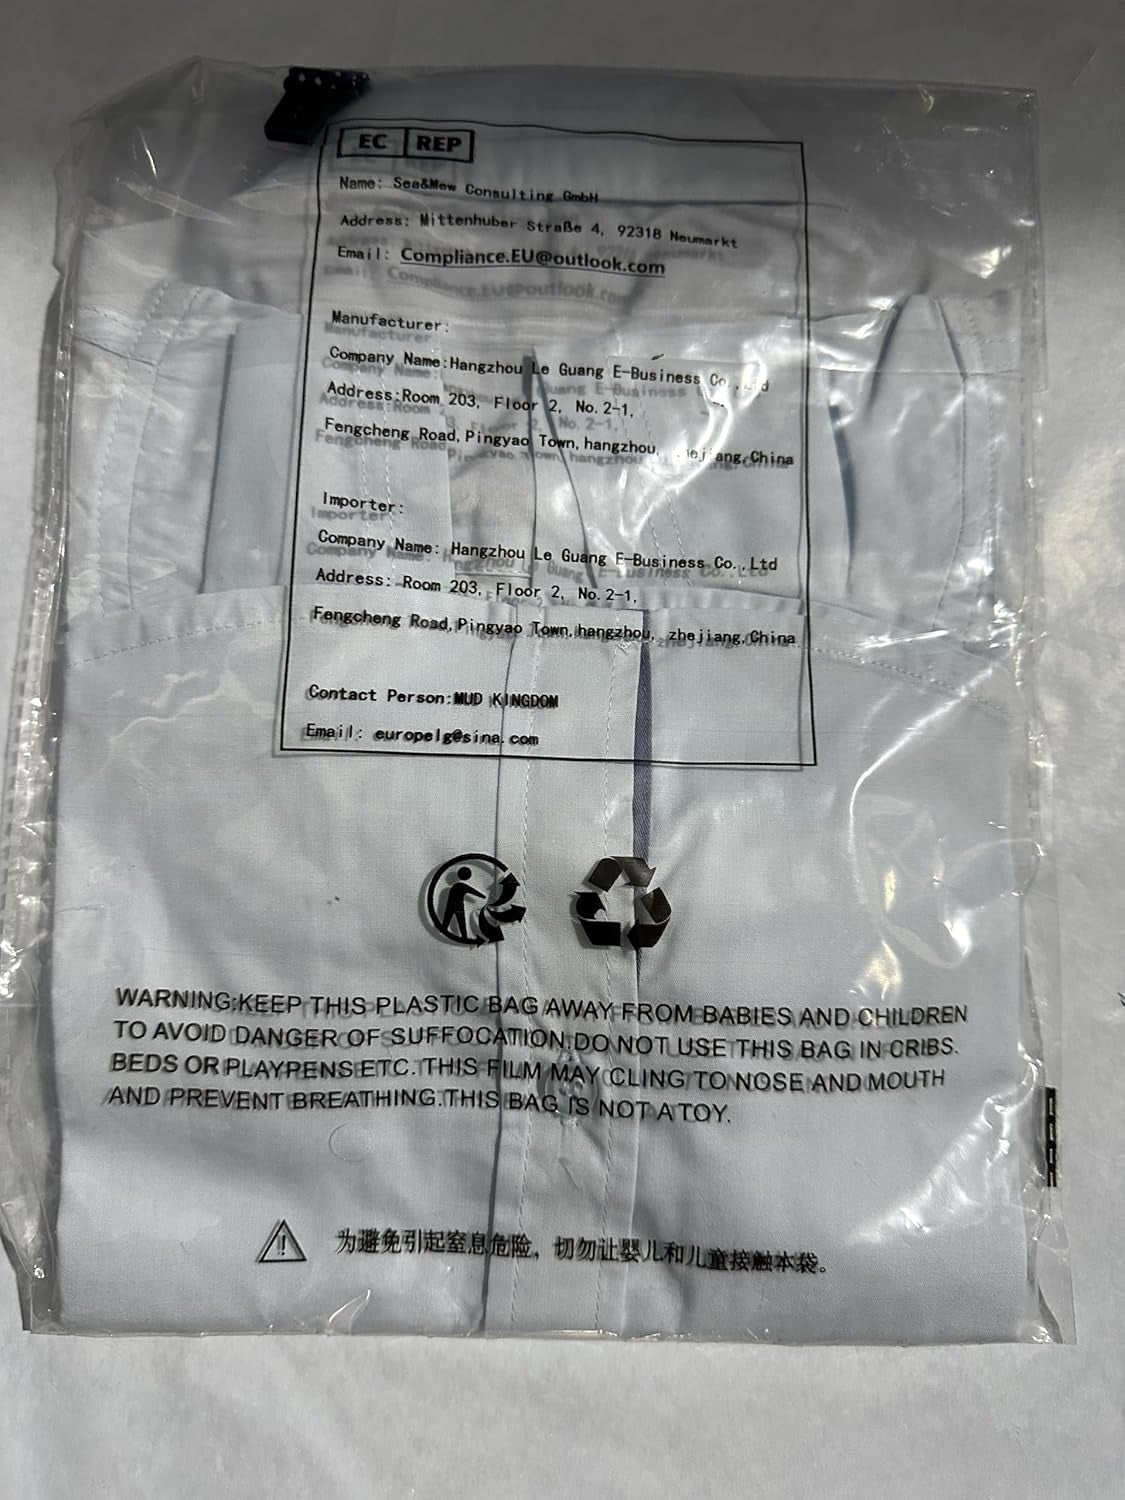 EC REP
Name: Sea&Mew Consulting GmbH
Address: Mittenhuber Straße 4, 92318 Neumarkt
Email: Compliance.EU@outlook.com
Manufacturer:
Company Name:Hangzhou Le Guang E-Business Co.,Ltd
Address:Room 203, Floor 2, No.2-1,
Fengcheng Road,Pingyao Town,hangzhou, zhejiang,China
Importer:
Company Name: Hangzhou Le Guang E-Business Co.,Ltd
Address: Room 203, Floor 2, No.2-1,
Fengcheng Road,Pingyao Town,hangzhou, zhejiang,China
Contact Person:MUD KINGDOM
Email: europelg@sina.com
WARNING:KEEP THIS PLASTIC BAG AWAY FROM BABIES AND CHILDREN
TO AVOID DANGER OF SUFFOCATION.DO NOT USE THIS BAG IN CRIBS.
BEDS OR PLAYPENS ETC.THIS FILM MAY CLING TO NOSE AND MOUTH
AND PREVENT BREATHING.THIS BAG IS NOT A TOY.
为避免引起窒息危险，切勿让婴儿和儿童接触本袋。